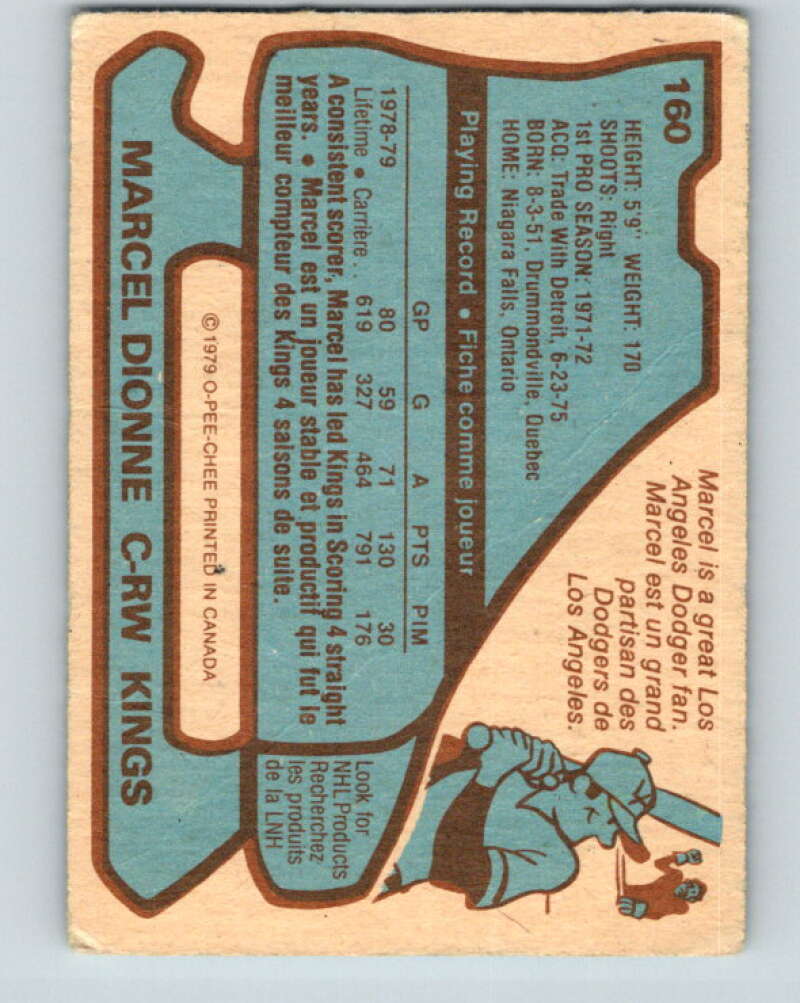 160
HEIGHT: 5'9" WEIGHT: 170
SHOOTS: Right
1st PRO SEASON: 1971-72
ACQ: Trade With Detroit, 6-23-75
BORN: 8-3-51, Drummondville, Quebec
HOME: Niagara Falls, Ontario
Marcel is a great Los
Angeles Dodger fan.
Marcel est un grand
partisan des
Dodgers de
Los Angeles.
Playing Record • Fiche comme joueur
GP G A PTS PIM
1978-79 80 59 71 130 30
Lifetime • Carrière . 619 327 464 791 176
A consistent scorer, Marcel has led Kings in Scoring 4 straight
years. • Marcel est un joueur stable et productif qui fut le
meilleur compteur des Kings 4 saisons de suite.
Look for
NHL Products
Recherchez
les produits
de la LNH
© 1979 O-PEE-CHEE PRINTED IN CANADA
MARCEL DIONNE C-RW KINGS